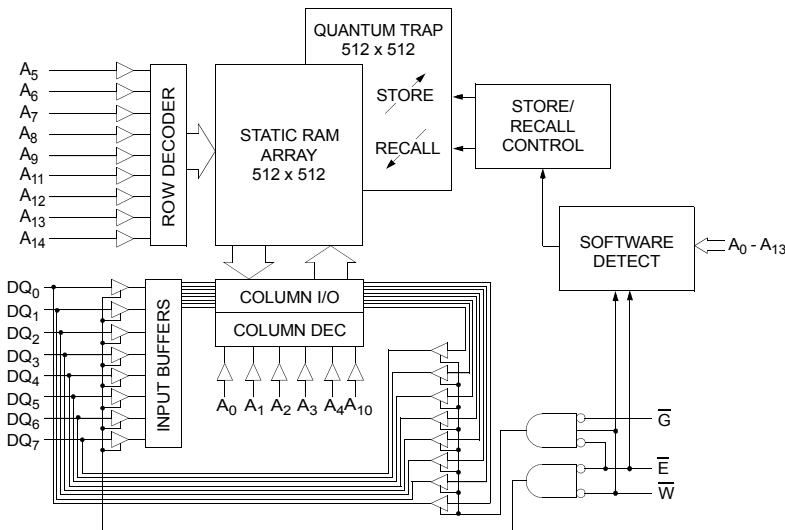 QUANTUM TRAP
512 x 512
STORE
RECALL
STORE/
RECALL
CONTROL
STATIC RAM
ARRAY
512 x 512
ROW DECODER
A5
A6
A7
A8
A9
A11
A12
A13
A14
SOFTWARE
DETECT
A0 - A13
DQ0
DQ1
DQ2
DQ3
DQ4
DQ5
DQ6
DQ7
INPUT BUFFERS
COLUMN I/O
COLUMN DEC
A0 A1 A2 A3 A4 A10
G̅
E̅
W̅